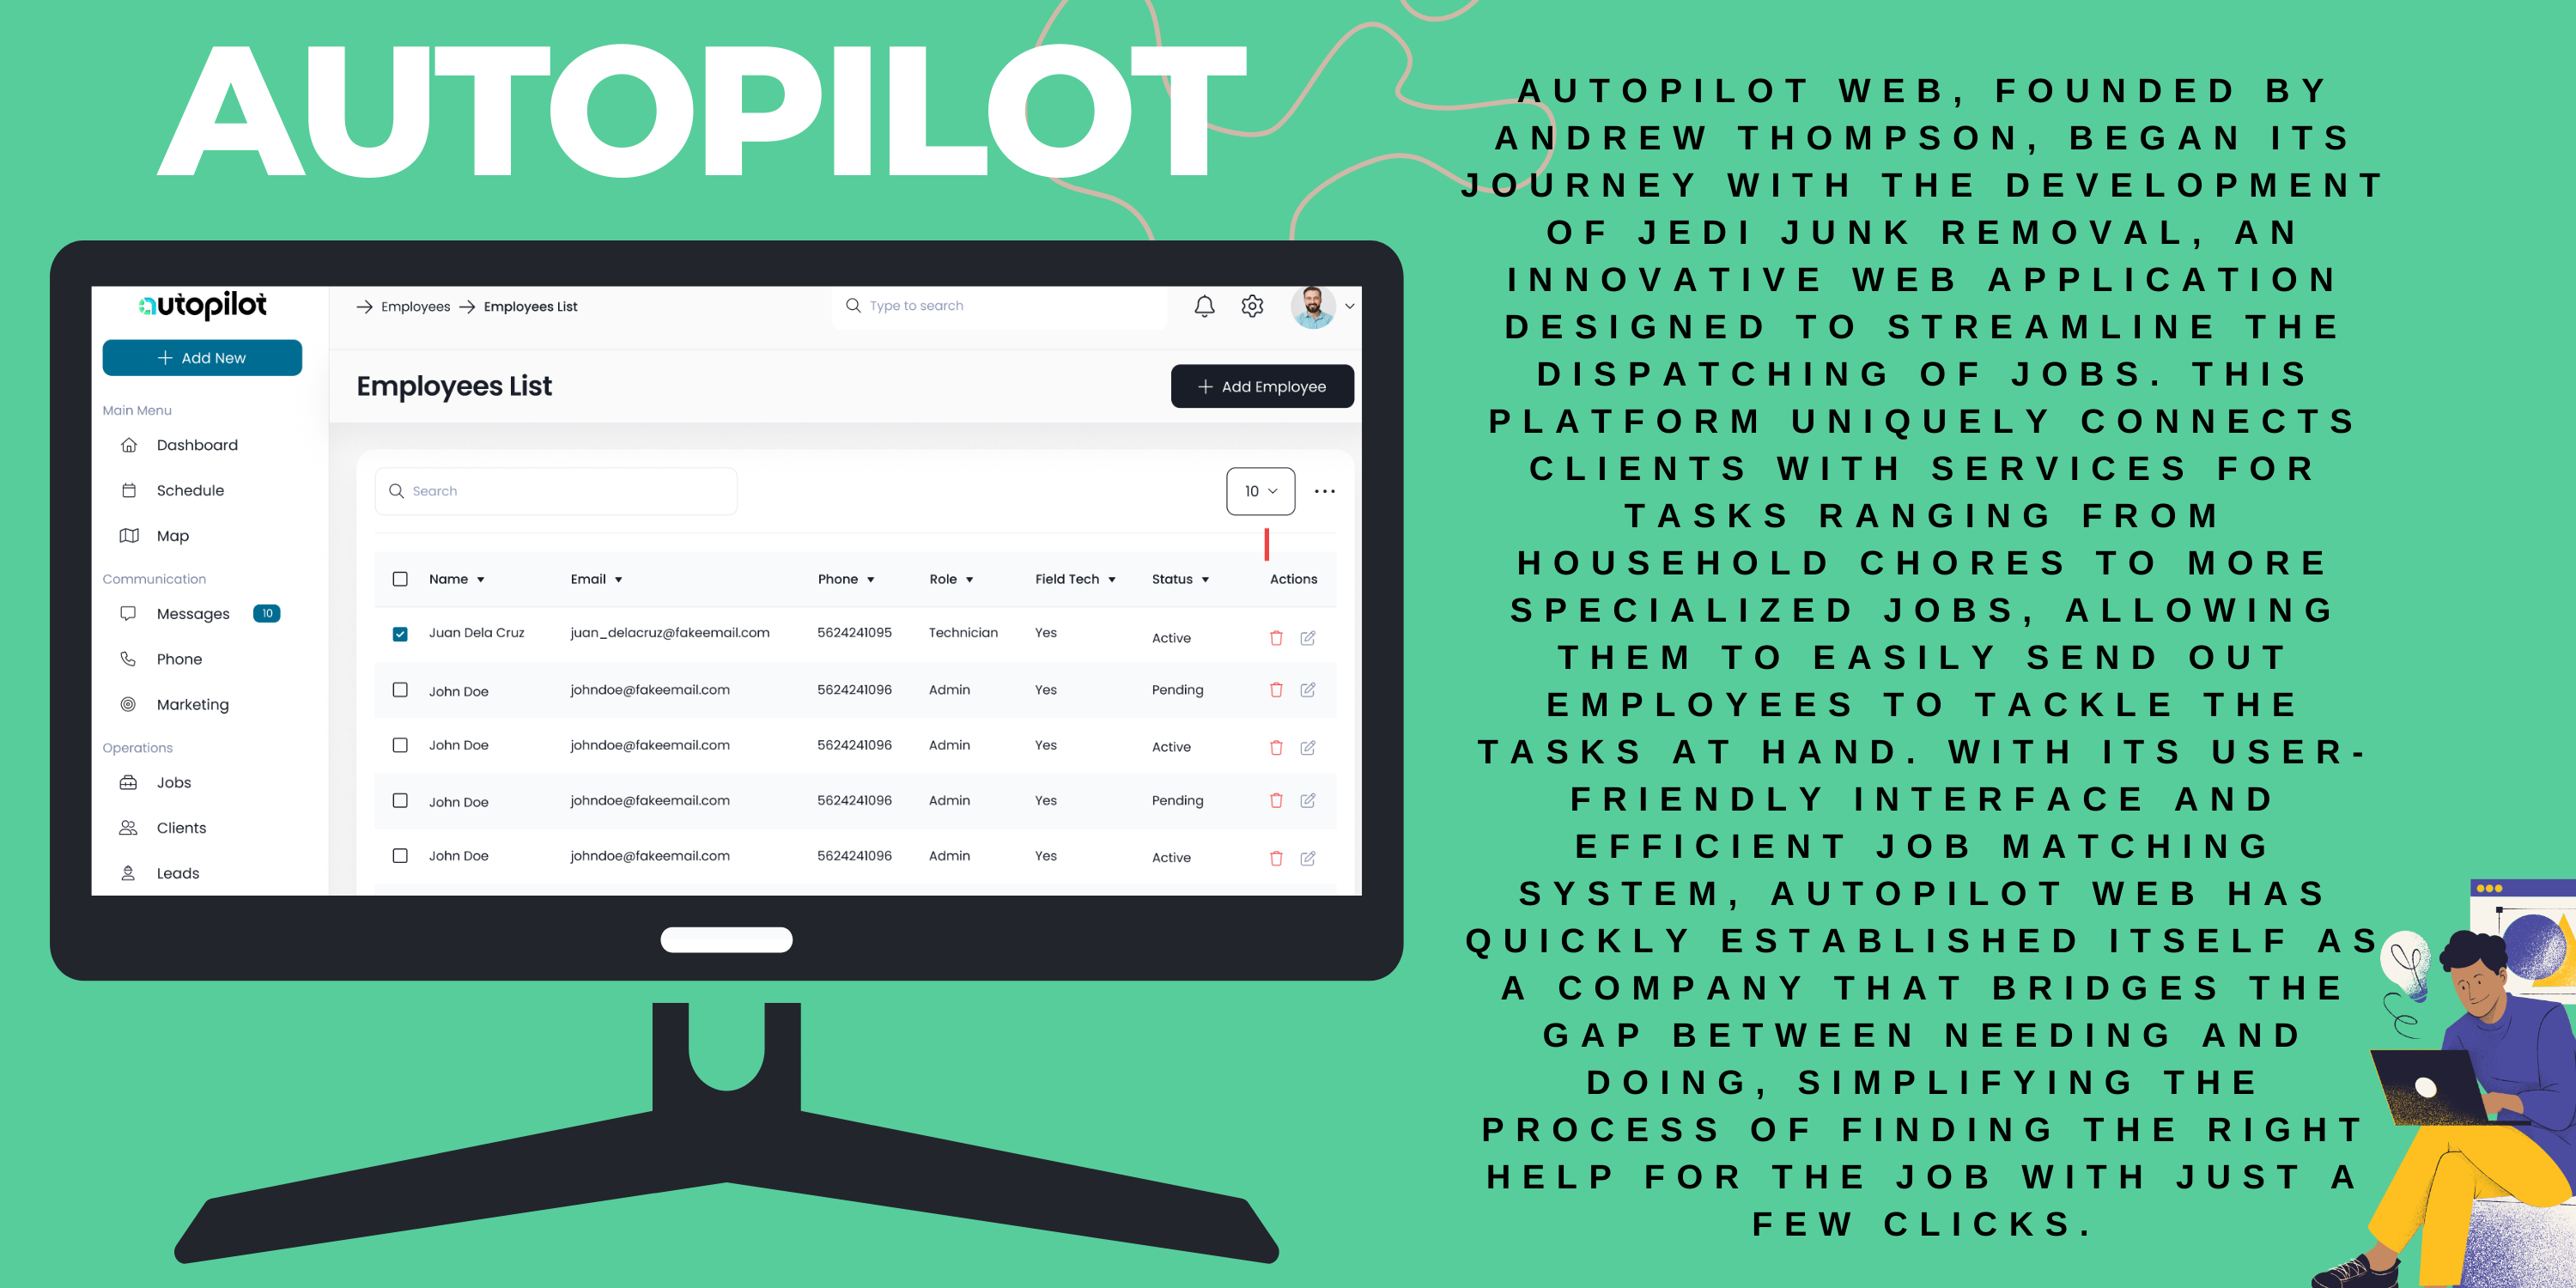 AUTOPILOT
autopilot
Employees Employees List
Type to search
Add New
Employees List
Add Employee
Main Menu
Dashboard
Schedule
Map
Communication
Messages 10
Phone
Marketing
Operations
Jobs
Clients
Leads
Search
10
Name Email Phone Role Field Tech Status Actions
Juan Dela Cruz juan_delacruz@fakeemail.com 5624241095 Technician Yes Active
John Doe johndoe@fakeemail.com 5624241096 Admin Yes Pending
John Doe johndoe@fakeemail.com 5624241096 Admin Yes Active
John Doe johndoe@fakeemail.com 5624241096 Admin Yes Pending
John Doe johndoe@fakeemail.com 5624241096 Admin Yes Active
AUTOPILOT WEB, FOUNDED BY
ANDREW THOMPSON, BEGAN ITS
JOURNEY WITH THE DEVELOPMENT
OF JEDI JUNK REMOVAL, AN
INNOVATIVE WEB APPLICATION
DESIGNED TO STREAMLINE THE
DISPATCHING OF JOBS. THIS
PLATFORM UNIQUELY CONNECTS
CLIENTS WITH SERVICES FOR
TASKS RANGING FROM
HOUSEHOLD CHORES TO MORE
SPECIALIZED JOBS, ALLOWING
THEM TO EASILY SEND OUT
EMPLOYEES TO TACKLE THE
TASKS AT HAND. WITH ITS USER-
FRIENDLY INTERFACE AND
EFFICIENT JOB MATCHING
SYSTEM, AUTOPILOT WEB HAS
QUICKLY ESTABLISHED ITSELF AS
A COMPANY THAT BRIDGES THE
GAP BETWEEN NEEDING AND
DOING, SIMPLIFYING THE
PROCESS OF FINDING THE RIGHT
HELP FOR THE JOB WITH JUST A
FEW CLICKS.